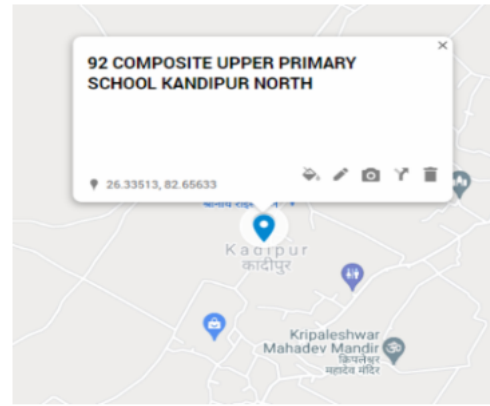 92 COMPOSITE UPPER PRIMARY
SCHOOL KANDIPUR NORTH
26.33513, 82.65633
Kadipur
कादीपुर
Kripaleshwar
Mahadev Mandir
क्रिपलेश्वर
महादेव मंदिर